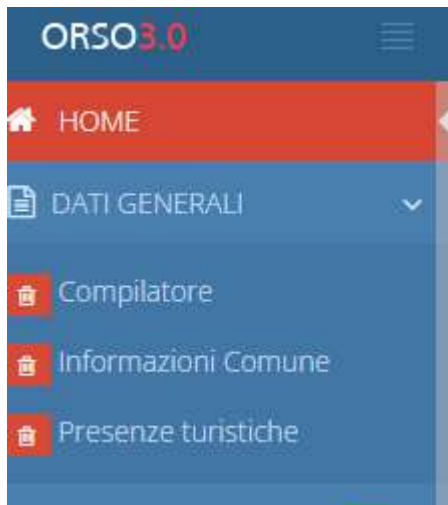 ORSO3.0
HOME
DATI GENERALI
Compilatore
Informazioni Comune
Presenze turistiche